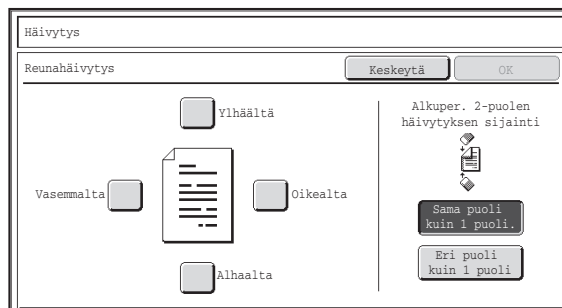 Häivytys
Reunahäivytys
Keskeytä
OK
Ylhäältä
Vasemmalta
Oikealta
Alhaalta
Alkuper. 2-puolen
häivytyksen sijainti
Sama puoli
kuin 1 puoli.
Eri puoli
kuin 1 puoli